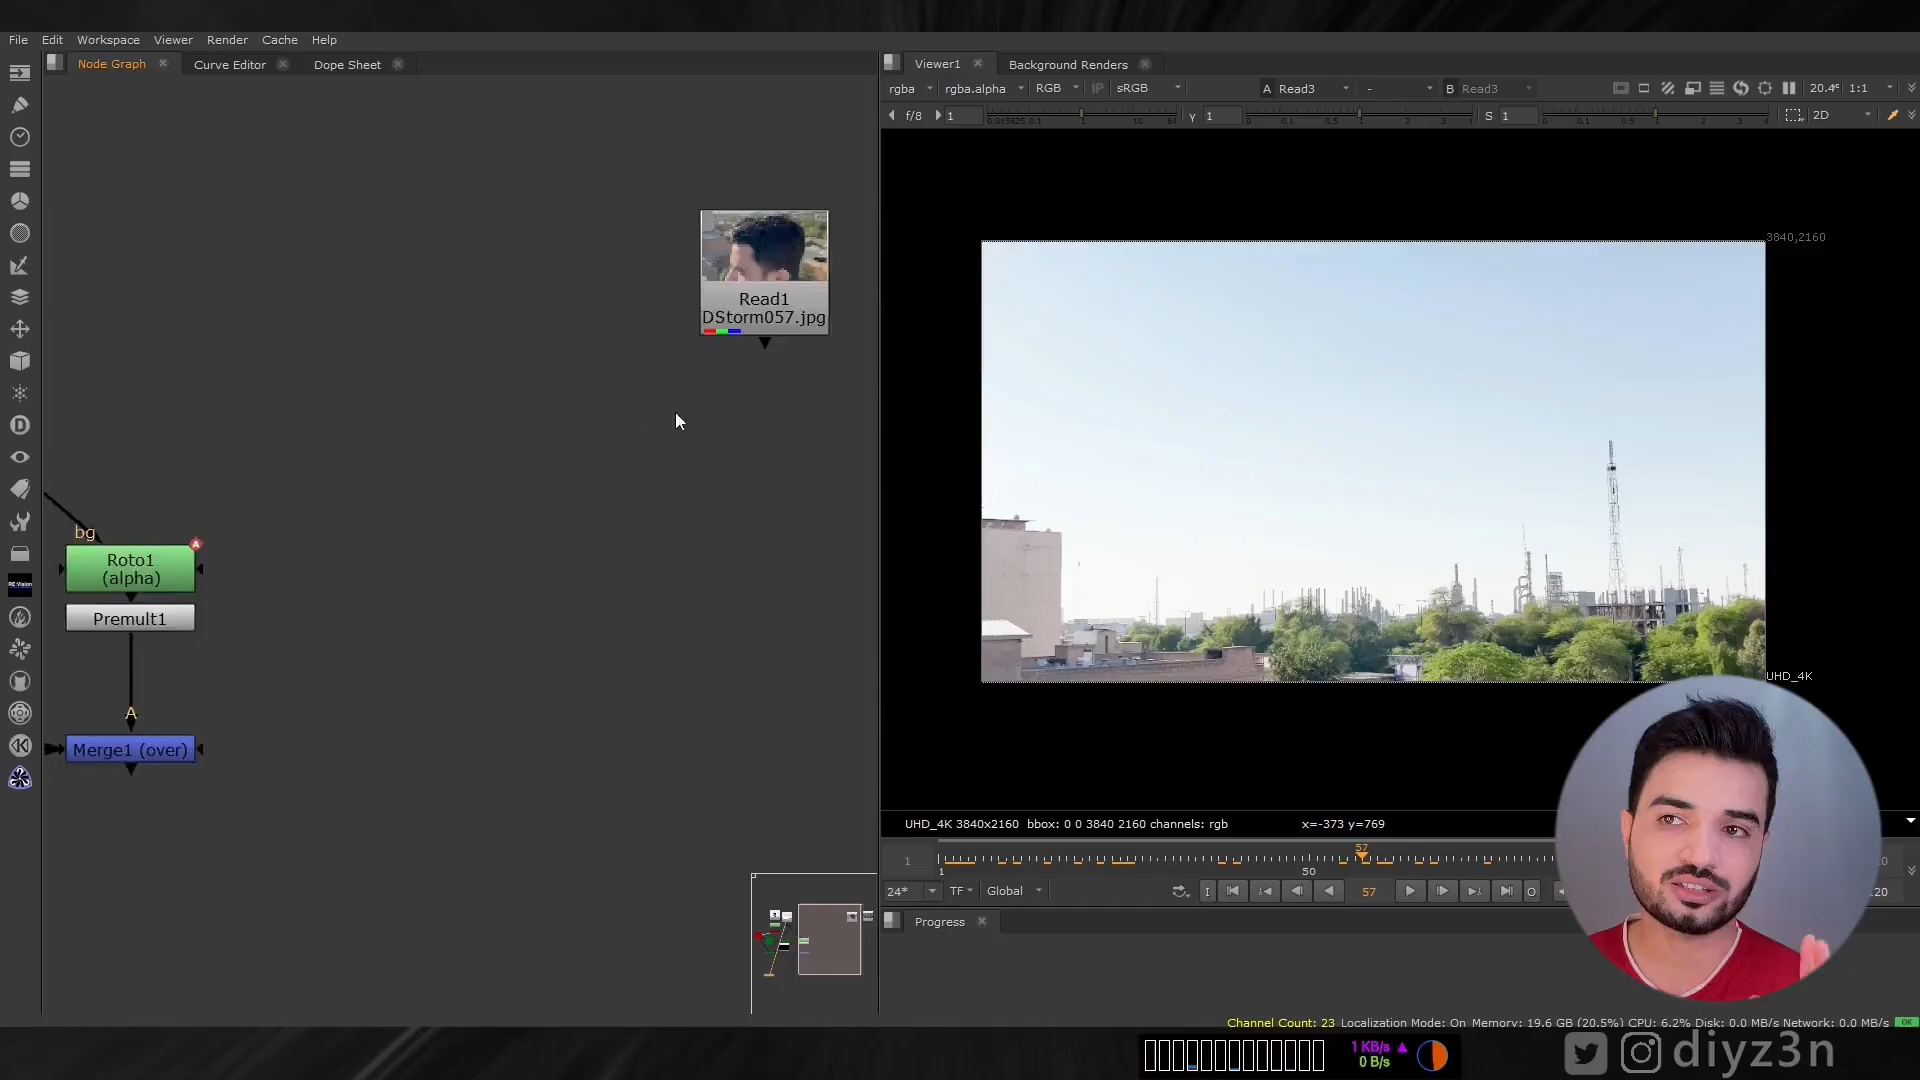 File Edit Workspace Viewer Render Cache Help
Node Graph Curve Editor Dope Sheet
Viewer1 Background Renders
rgba rgba.alpha RGB IP sRGB A Read3 - B Read3 1:1
f/8 1 Y 1 S 1 2D
3840,2160
Read1
DStorm057.jpg
bg
Roto1
(alpha)
A
Premult1
A
Merge1 (over)
UHD_4K
UHD_4K 3840x2160 bbox: 0 0 3840 2160 channels: rgb x=-373 y=769
57
1
1 50
24* TF Global I 57 O
Progress
Channel Count: 23 Localization Mode: On Memory: 19.6 GB (20.5%) CPU: 6.2% Disk: 0.0 MB/s Network: 0.0 MB/s OK
1 KB/s
0 B/s
diyz3n